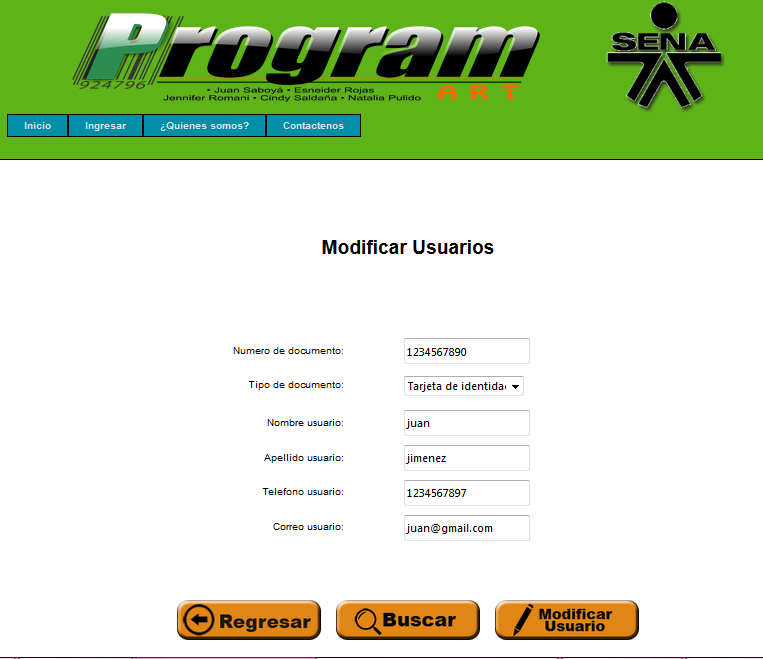 Program
924796
• Juan Saboyá • Esneider Rojas
Jennifer Romani • Cindy Saldaña • Natalia Pulido
ART
SENA
Inicio
Ingresar
¿Quienes somos?
Contactenos
Modificar Usuarios
Numero de documento:
1234567890
Tipo de documento:
Tarjeta de identida
Nombre usuario:
juan
Apellido usuario:
jimenez
Telefono usuario:
1234567897
Correo usuario:
juan@gmail.com
Regresar
Buscar
Modificar
Usuario